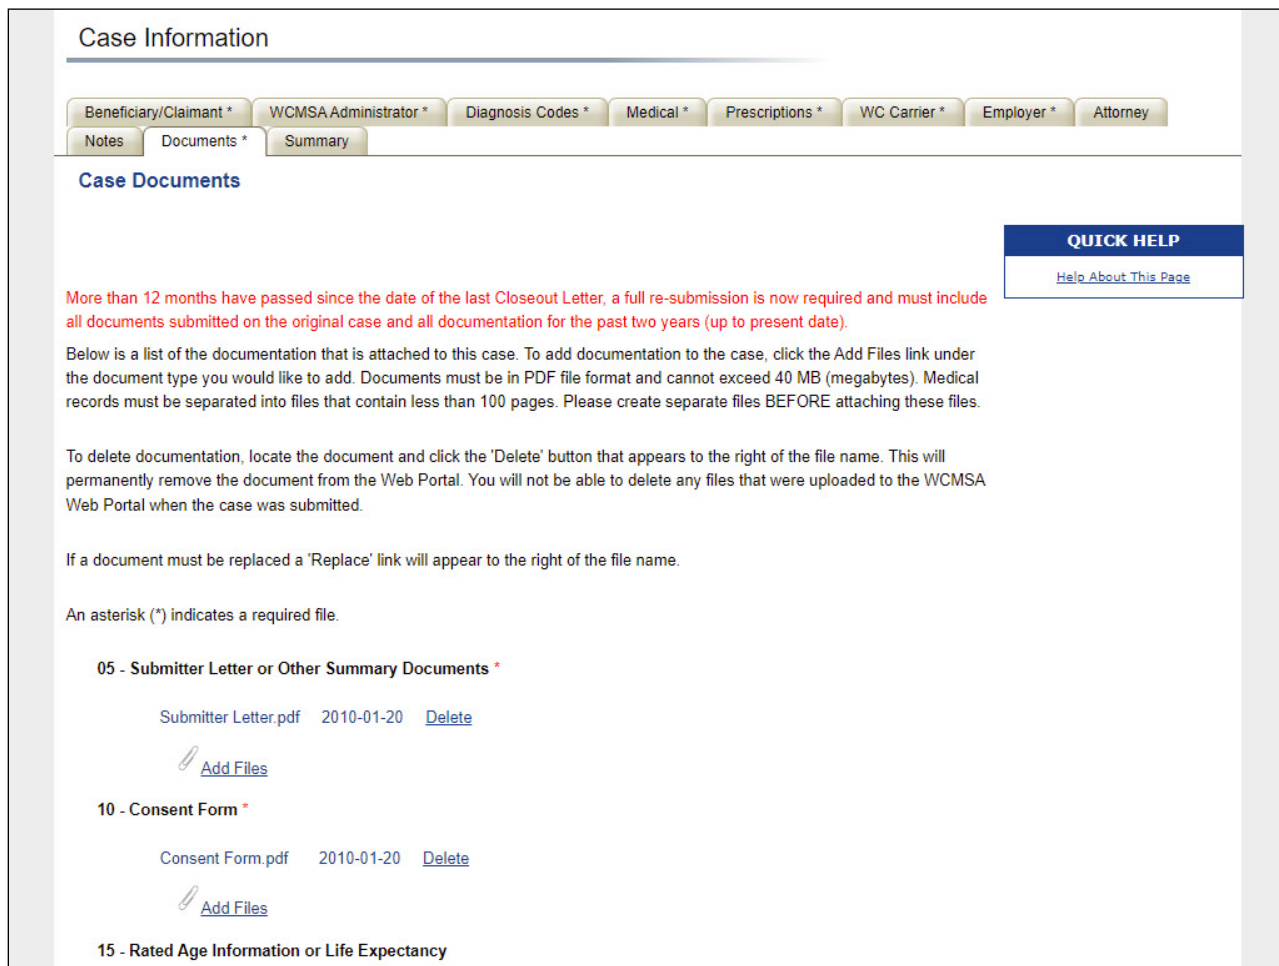 Case Information
Beneficiary/Claimant * WCMSA Administrator * Diagnosis Codes * Medical * Prescriptions * WC Carrier * Employer * Attorney
Notes Documents * Summary
Case Documents
QUICK HELP
Help About This Page
More than 12 months have passed since the date of the last Closeout Letter, a full re-submission is now required and must include
all documents submitted on the original case and all documentation for the past two years (up to present date).
Below is a list of the documentation that is attached to this case. To add documentation to the case, click the Add Files link under
the document type you would like to add. Documents must be in PDF file format and cannot exceed 40 MB (megabytes). Medical
records must be separated into files that contain less than 100 pages. Please create separate files BEFORE attaching these files.
To delete documentation, locate the document and click the 'Delete' button that appears to the right of the file name. This will
permanently remove the document from the Web Portal. You will not be able to delete any files that were uploaded to the WCMSA
Web Portal when the case was submitted.
If a document must be replaced a 'Replace' link will appear to the right of the file name.
An asterisk (*) indicates a required file.
05 - Submitter Letter or Other Summary Documents *
Submitter Letter.pdf 2010-01-20 Delete
Add Files
10 - Consent Form *
Consent Form.pdf 2010-01-20 Delete
Add Files
15 - Rated Age Information or Life Expectancy